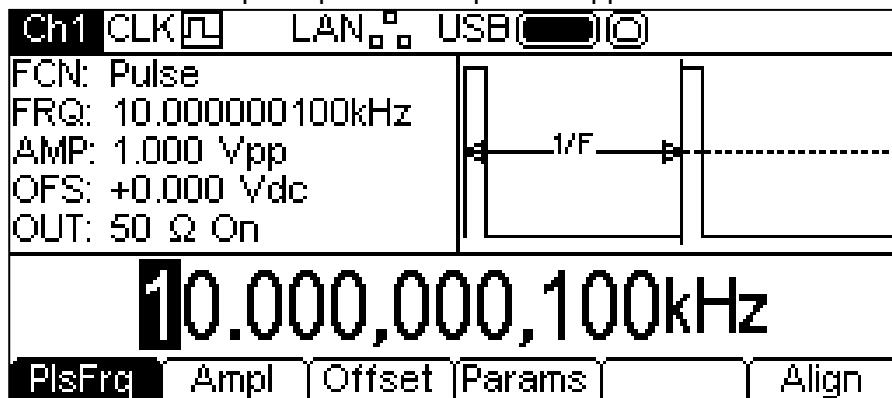 Ch1 CLK LAN USB
FCN: Pulse
FRQ: 10.000000100kHz
AMP: 1.000 Vpp
OFS: +0.000 Vdc
OUT: 50 Ω On
1/F
10.000,000,100kHz
PlsFrq Ampl Offset Params Align